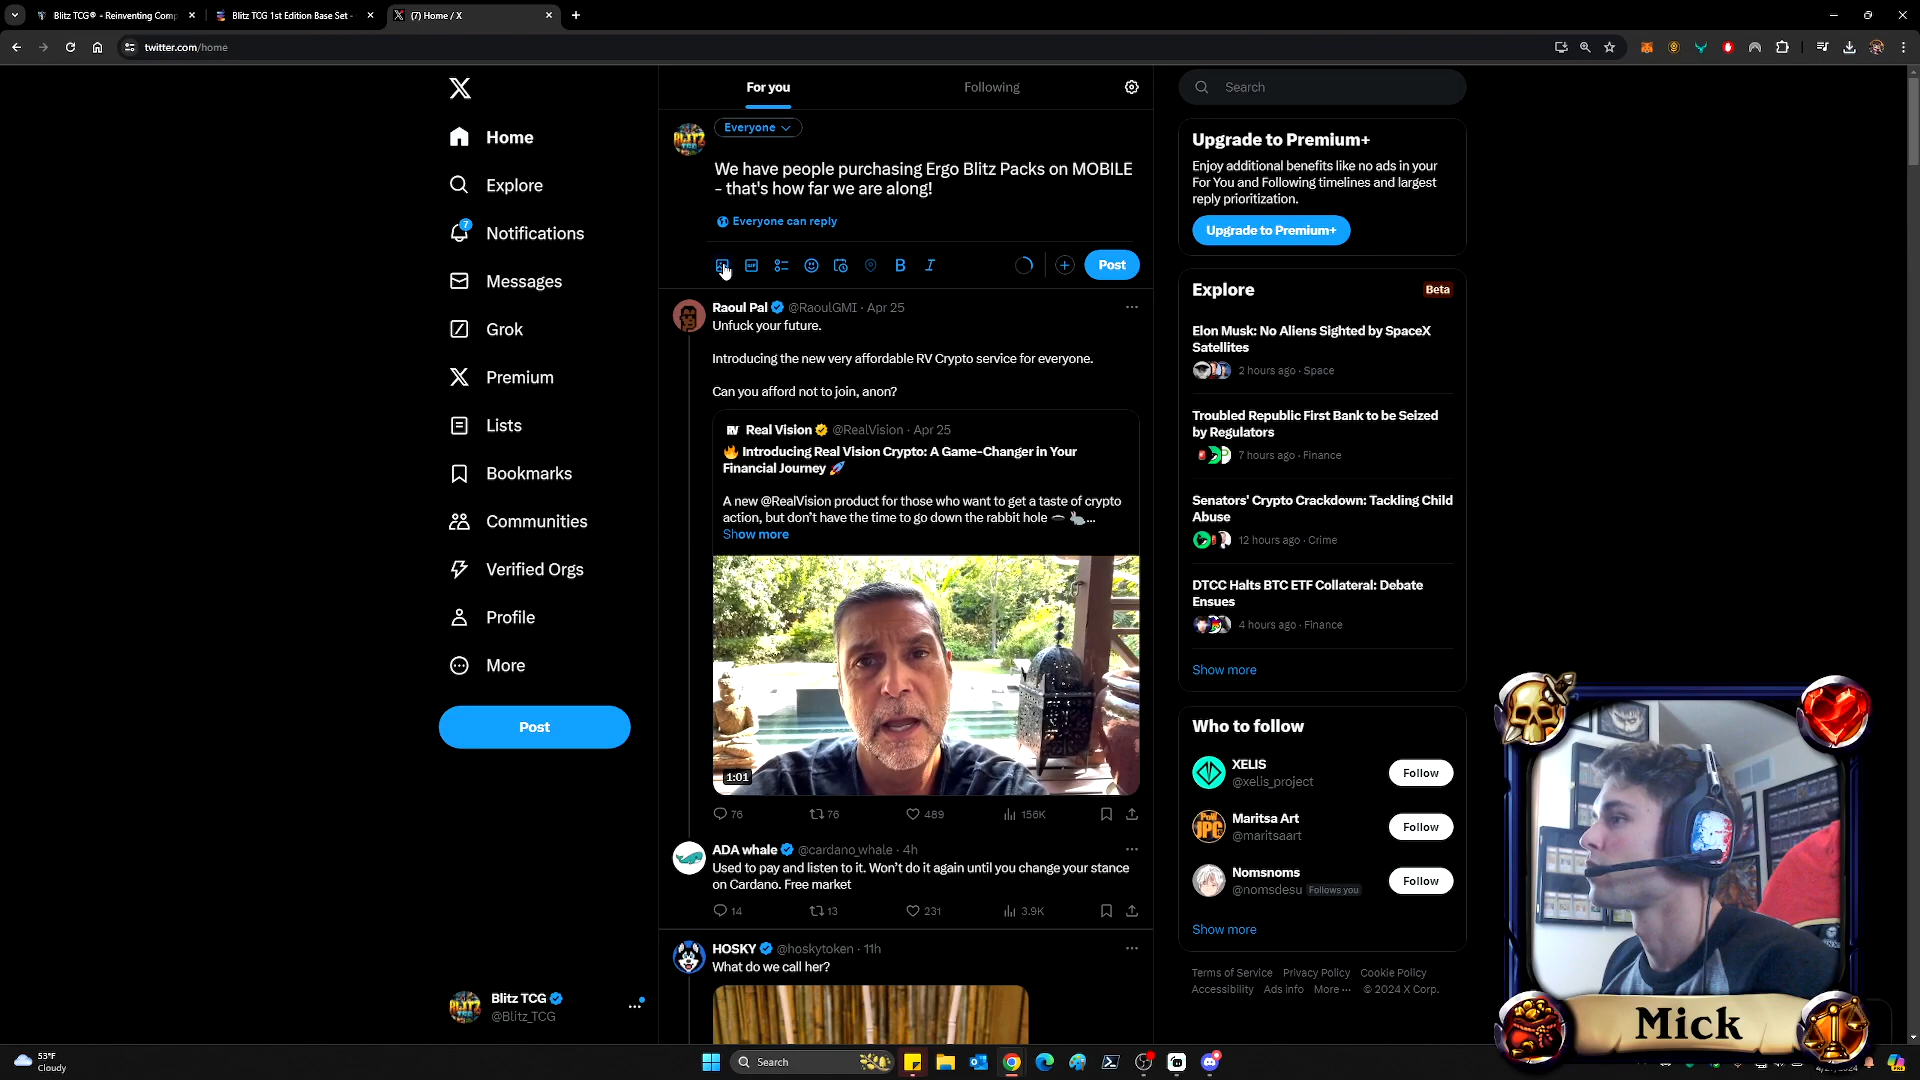 Blitz TCG® - Reinventing Comp
Blitz TCG 1st Edition Base Set -
(7) Home / X
twitter.com/home
For you
Following
Search
Everyone
We have people purchasing Ergo Blitz Packs on MOBILE
- that's how far we are along!
Everyone can reply
GIF
B
I
Post
Home
Explore
7
Notifications
Messages
Grok
Premium
Lists
Bookmarks
Communities
Verified Orgs
Profile
More
Post
Blitz TCG
@Blitz_TCG
Raoul Pal @RaoulGMI · Apr 25
Unfuck your future.
Introducing the new very affordable RV Crypto service for everyone.
Can you afford not to join, anon?
RV Real Vision @RealVision · Apr 25
Introducing Real Vision Crypto: A Game-Changer in Your
Financial Journey
A new @RealVision product for those who want to get a taste of crypto
action, but don't have the time to go down the rabbit hole ...
Show more
1:01
76
76
489
156K
ADA whale @cardano_whale · 4h
Used to pay and listen to it. Won't do it again until you change your stance
on Cardano. Free market
14
13
231
3.9K
HOSKY @hoskytoken · 11h
What do we call her?
Upgrade to Premium+
Enjoy additional benefits like no ads in your
For You and Following timelines and largest
reply prioritization.
Upgrade to Premium+
Explore
Beta
Elon Musk: No Aliens Sighted by SpaceX
Satellites
2 hours ago · Space
Troubled Republic First Bank to be Seized
by Regulators
7 hours ago · Finance
Senators' Crypto Crackdown: Tackling Child
Abuse
12 hours ago · Crime
DTCC Halts BTC ETF Collateral: Debate
Ensues
4 hours ago · Finance
Show more
Who to follow
XELIS
@xelis_project
Follow
Maritsa Art
@maritsaart
Follow
Nomsnoms
@nomsdesu Follows you
Follow
Show more
Terms of Service Privacy Policy Cookie Policy
Accessibility Ads info More ··· © 2024 X Corp.
Mick
53°F
Cloudy
Search